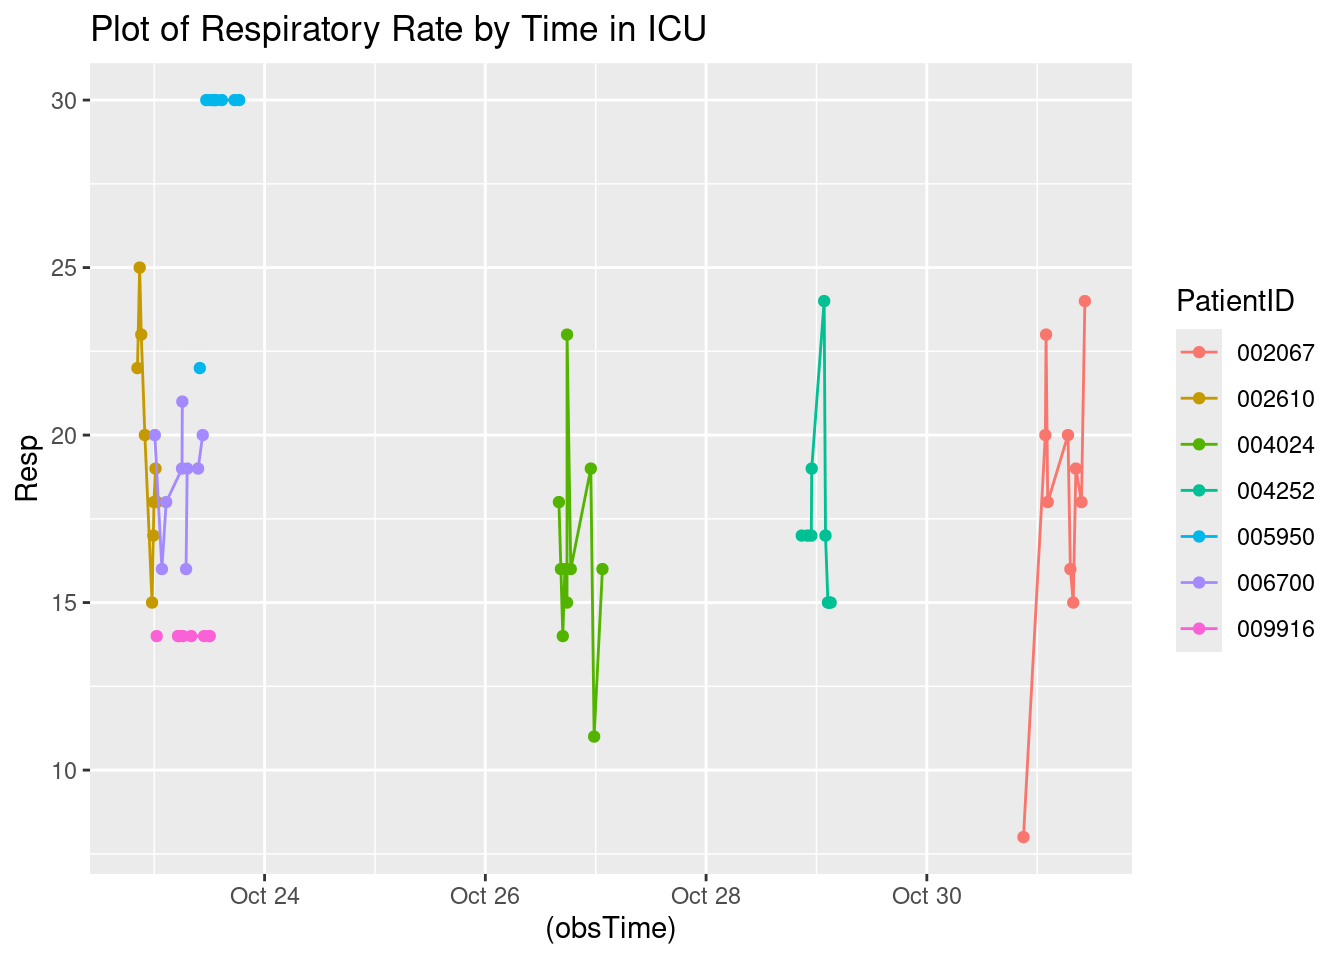 Plot of Respiratory Rate by Time in ICU
30
25
20
15
10
Resp
Oct 24 Oct 26 Oct 28 Oct 30
(obsTime)
PatientID
002067
002610
004024
004252
005950
006700
009916